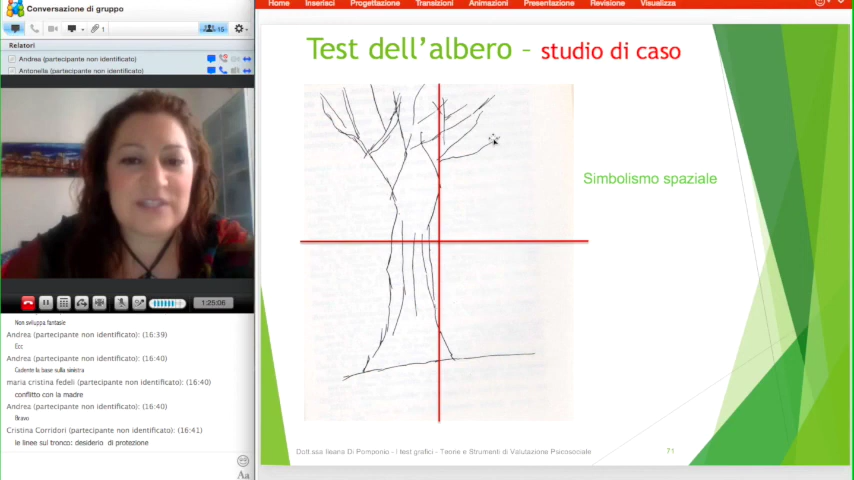 Conversazione di gruppo
15
1
Relatori
Andrea (partecipante non identificato)
Antonella (partecipante non identificato)
1:29:06
Non sviluppa fantasie
Andrea (partecipante non identificato): (16:39)
Ecc
Andrea (partecipante non identificato): (16:40)
Cadente la base sulla sinistra
maria cristina fedeli (partecipante non identificato): (16:40)
conflitto con la madre
Andrea (partecipante non identificato): (16:40)
Bravo
Cristina Corridori (partecipante non identificato): (16:41)
le linee sul tronco: desiderio di protezione
Aa
Home Inserisci Progettazione Transizioni Animazioni Presentazione Revisione Visualizza
Test dell'albero - studio di caso
Simbolismo spaziale
Dott ssa Ileana Di Pomponio - I test grafici - Teorie e Strumenti di Valutazione Psicosociale
71